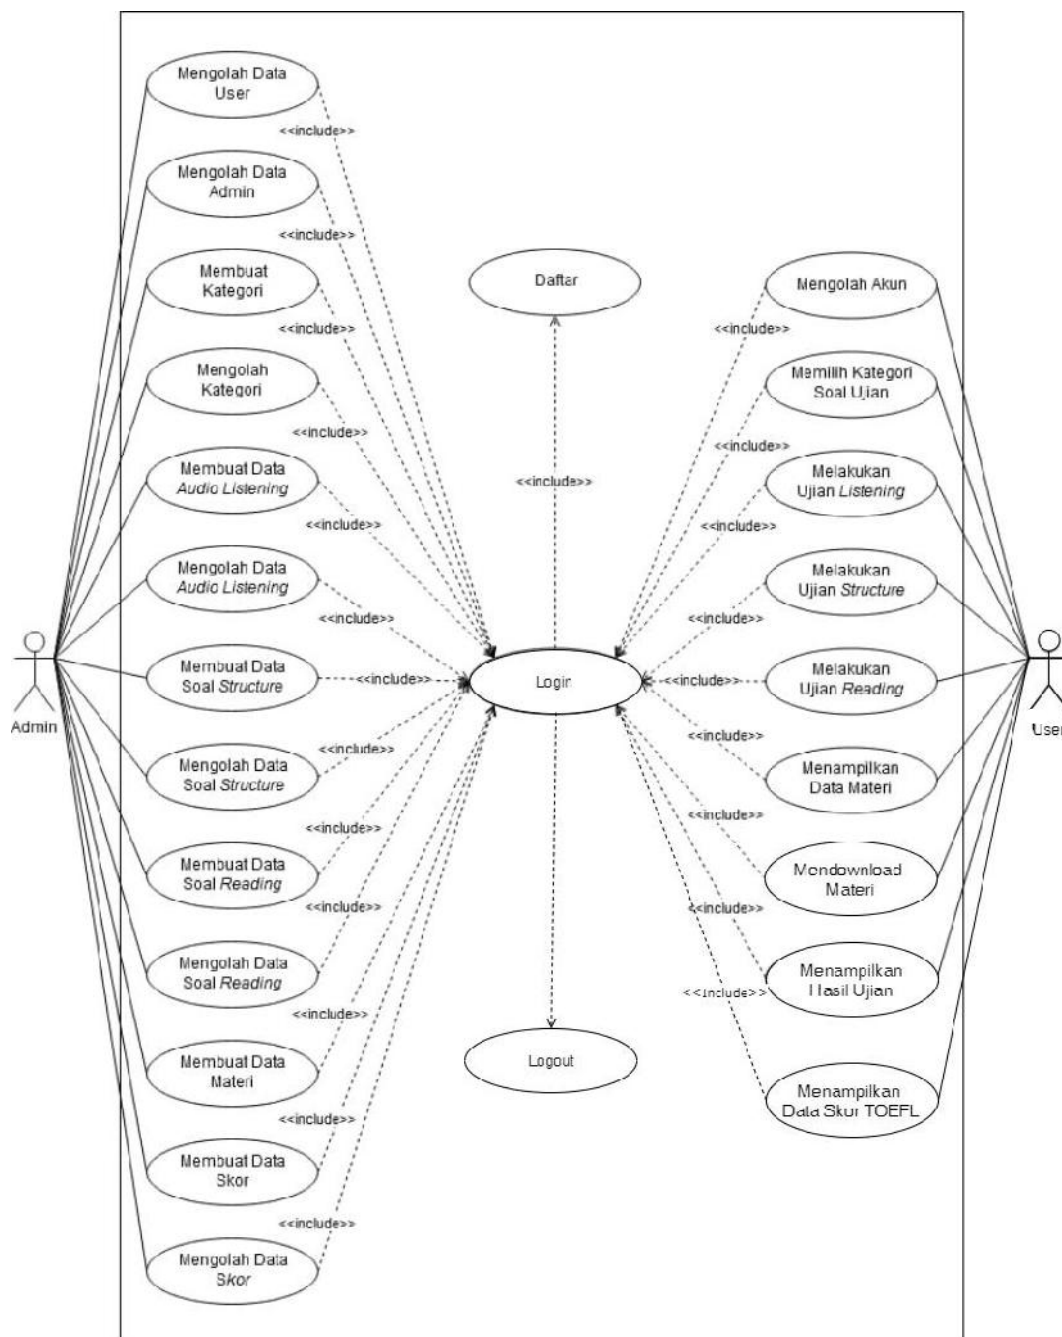 Mengolah Data
User
<<include>>
Mengolah Data
Admin
<<include>>
Membuat
Kategori
<<include>>
Mengolah
Kategori
<<include>>
Membuat Data
Audio Listening
<<include>>
Mengolah Data
Audio Listening
<<include>>
Membuat Data
Soal Structure
<<include>>
Mengolah Data
Soal Structure
<<include>>
Membuat Data
Soal Reading
<<include>>
Mengolah Data
Soal Reading
<<include>>
Membuat Data
Materi
<<include>>
Membuat Data
Skor
<<include>>
Mengolah Data
Skor
<<include>>
Admin
Daftar
<<include>>
Login
Logout
Mengolah Akun
<<include>>
Memilih Kategori
Soal Ujian
<<include>>
Melakukan
Ujian Listening
<<include>>
Melakukan
Ujian Structure
<<include>>
Melakukan
Ujian Reading
<<include>>
Menampilkan
Data Materi
<<include>>
Mendownload
Materi
<<include>>
Menampilkan
Hasil Ujian
<<include>>
Menampilkan
Data Skor TOEFL
<<include>>
User